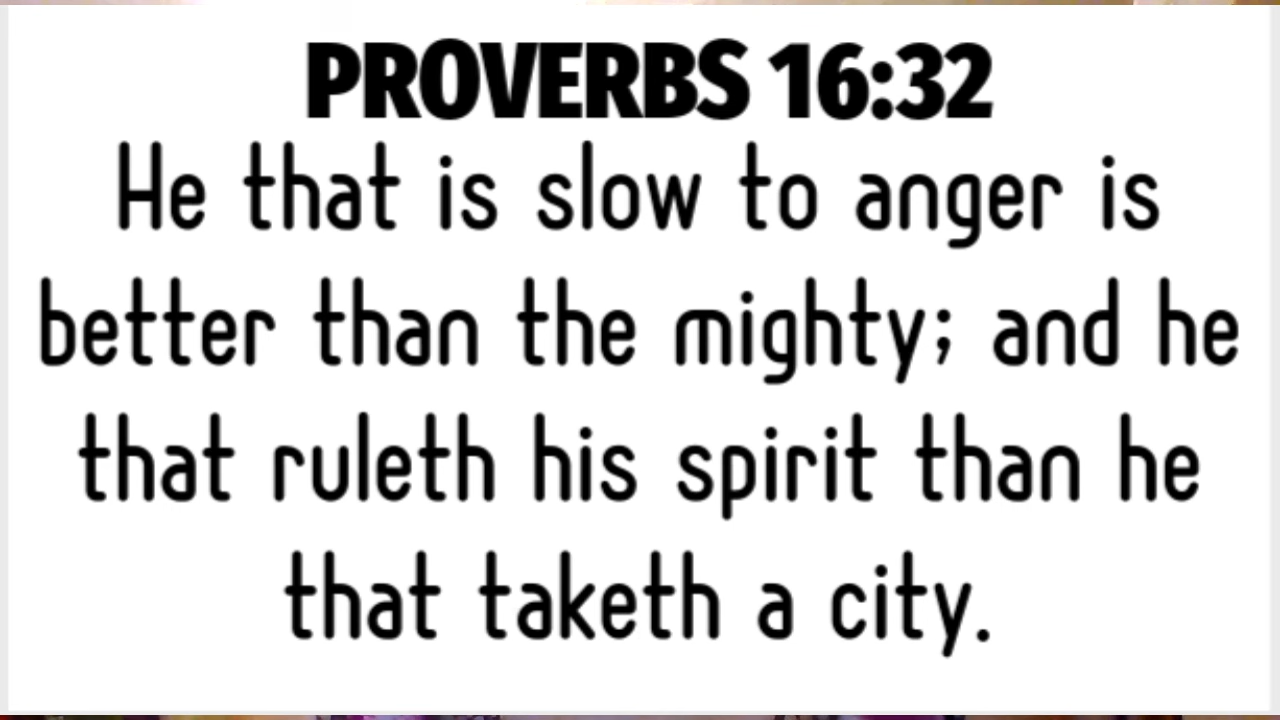 PROVERBS 16:32
He that is slow to anger is
better than the mighty; and he
that ruleth his spirit than he
that taketh a city.